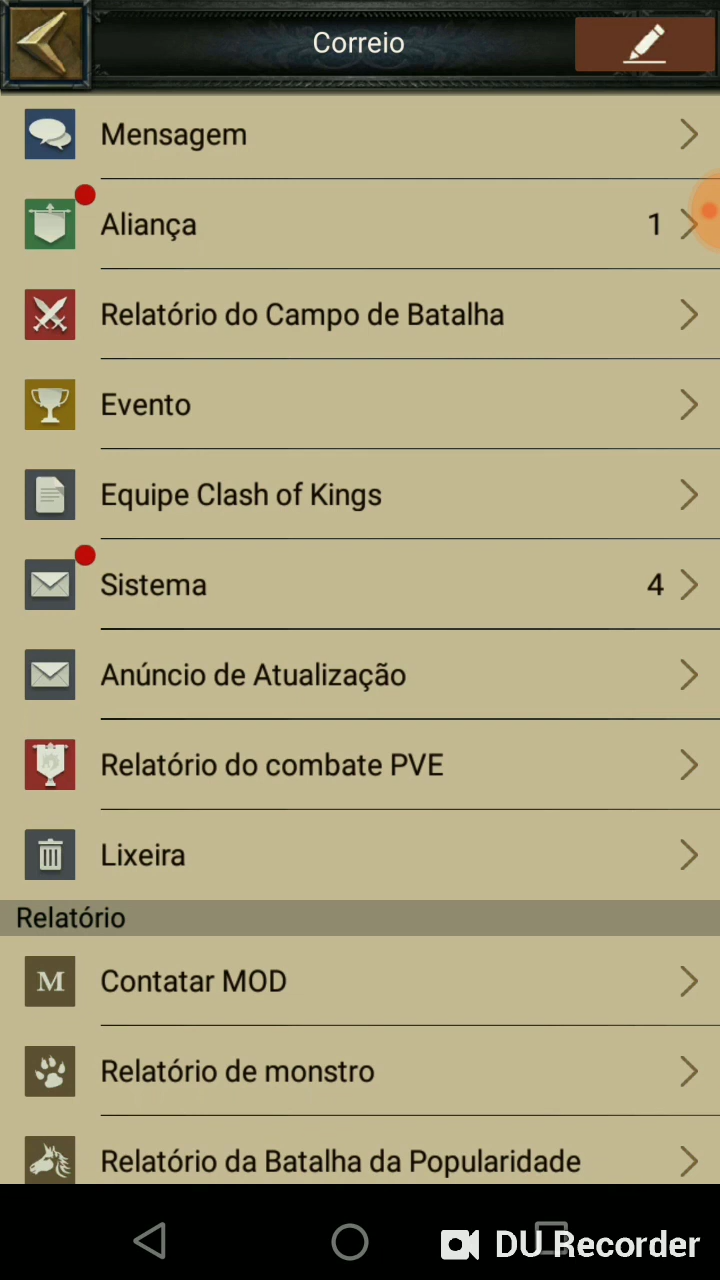 Correio
Mensagem
Aliança 1
Relatório do Campo de Batalha
Evento
Equipe Clash of Kings
Sistema 4
Anúncio de Atualização
Relatório do combate PVE
Lixeira
Relatório
M Contatar MOD
Relatório de monstro
Relatório da Batalha da Popularidade
DU Recorder